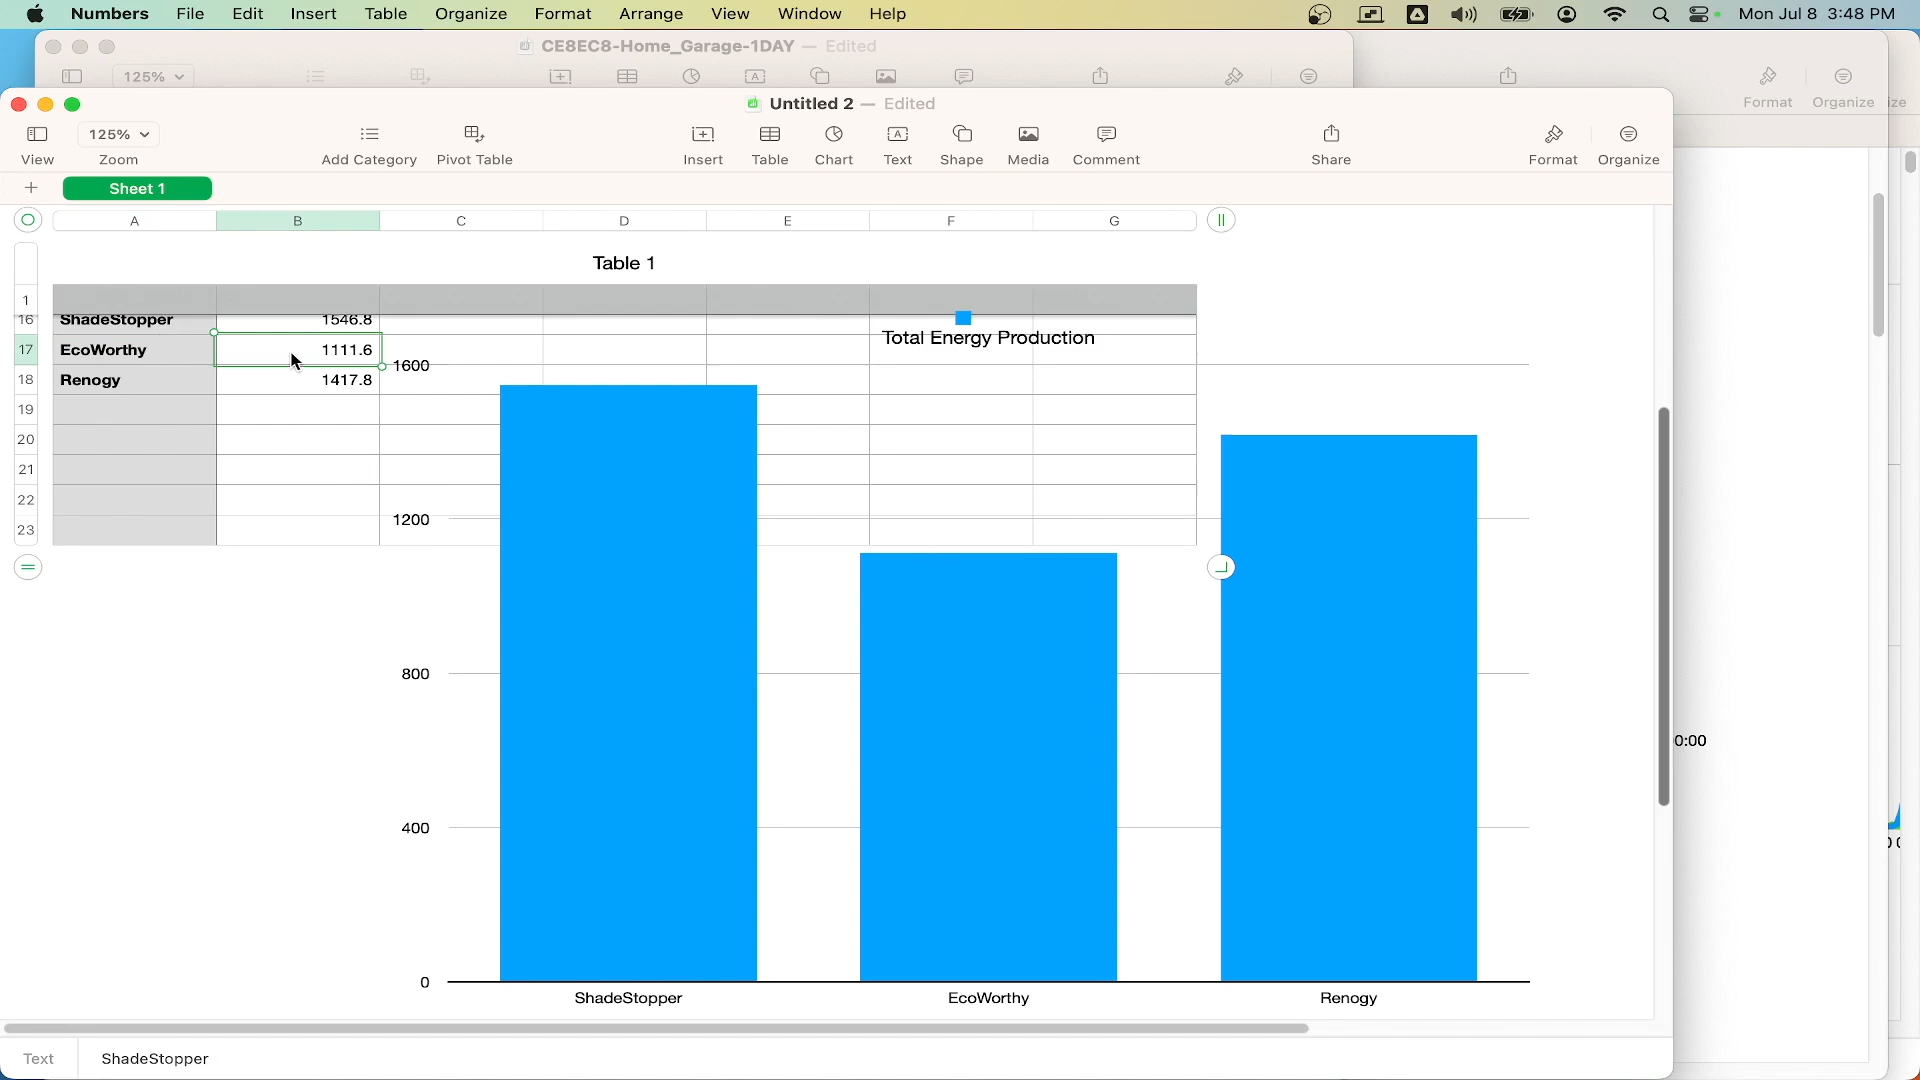 Numbers File Edit Insert Table Organize Format Arrange View Window Help Mon Jul 8 3:48 PM
CE8EC8-Home_Garage-1DAY — Edited
125%
Format Organize ize
Untitled 2 — Edited
125%
View Zoom Add Category Pivot Table Insert Table Chart Text Shape Media Comment Share Format Organize
+ Sheet 1
A B C D E F G
Table 1
1
16 ShadeStopper 1546.8
17 EcoWorthy 1111.6
18 Renogy 1417.8
19
20
21
22
23
Total Energy Production
1600
1200
800
400
0
ShadeStopper EcoWorthy Renogy
0:00
Text ShadeStopper